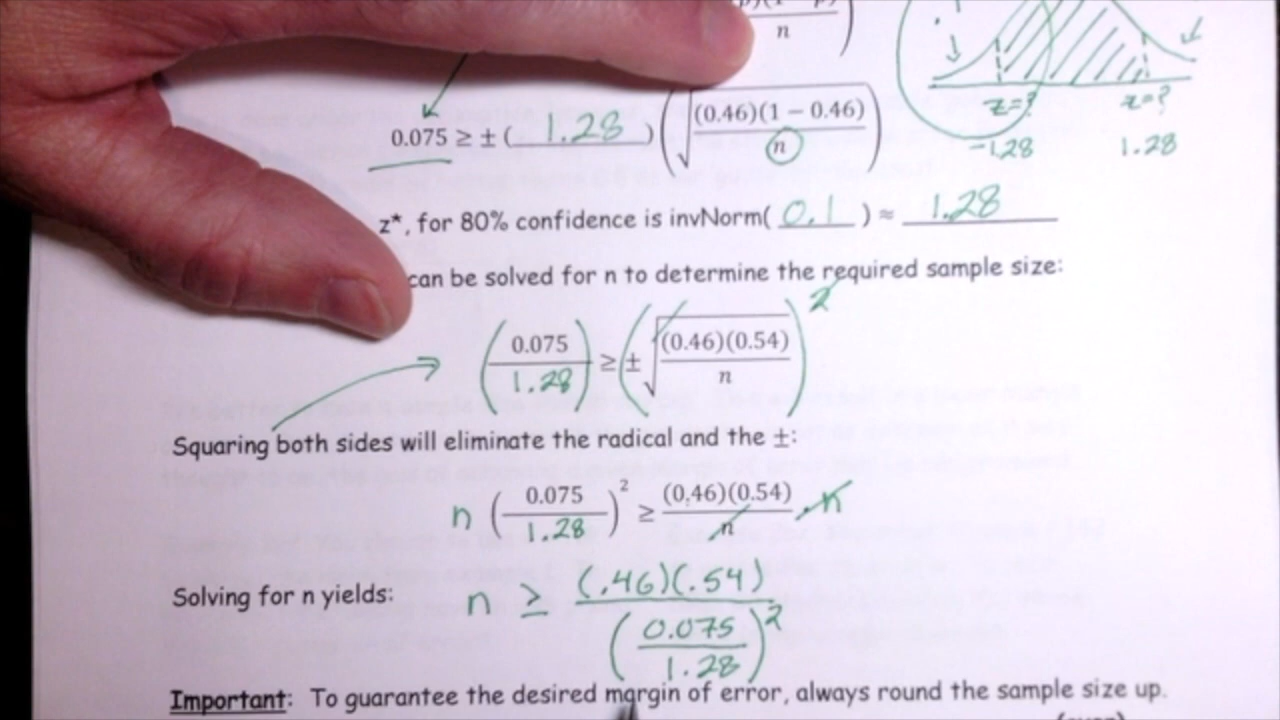 n
z=? z=?
0.075 ≥ ± ( 1.28 ) ( √ (0.46)(1 − 0.46) / n )
-1.28 1.28
z*, for 80% confidence is invNorm( 0.1 ) ≈ 1.28
can be solved for n to determine the required sample size:
( 0.075 / 1.28 ) ≥ ( ± √ (0.46)(0.54) / n )²
Squaring both sides will eliminate the radical and the ±:
n ( 0.075 / 1.28 )² ≥ (0.46)(0.54) / n · n
Solving for n yields: n ≥ (.46)(.54) / ( 0.075 / 1.28 )²
Important: To guarantee the desired margin of error, always round the sample size up.